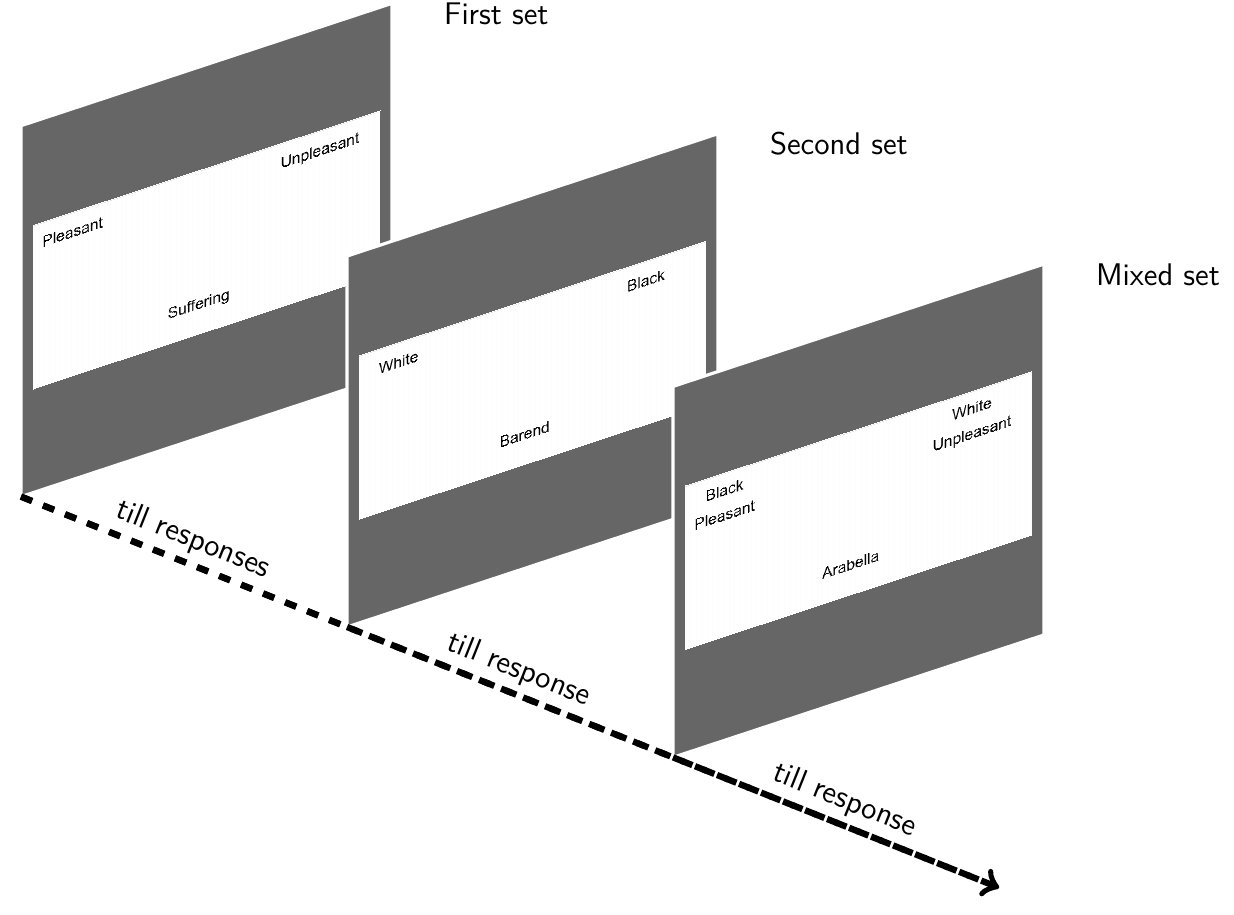 First set
Unpleasant
Pleasant
Suffering
till responses
Second set
Black
White
Barend
till response
Mixed set
White
Unpleasant
Black
Pleasant
Arabella
till response